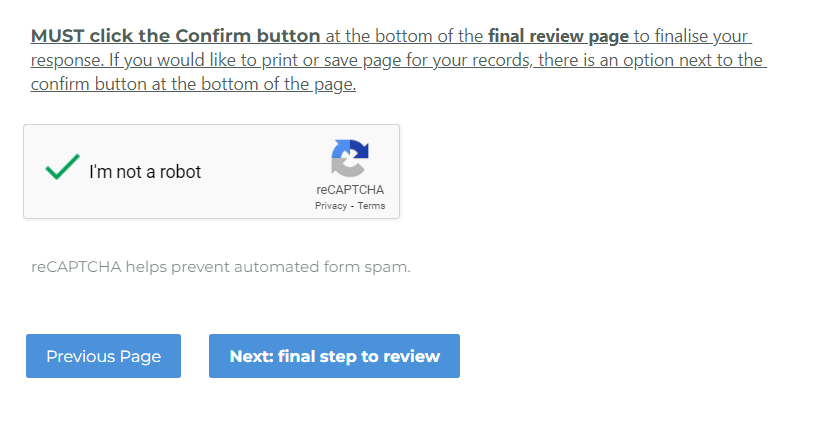 MUST click the Confirm button at the bottom of the final review page to finalise your
response. If you would like to print or save page for your records, there is an option next to the
confirm button at the bottom of the page.
I'm not a robot
reCAPTCHA
Privacy - Terms
reCAPTCHA helps prevent automated form spam.
Previous Page
Next: final step to review